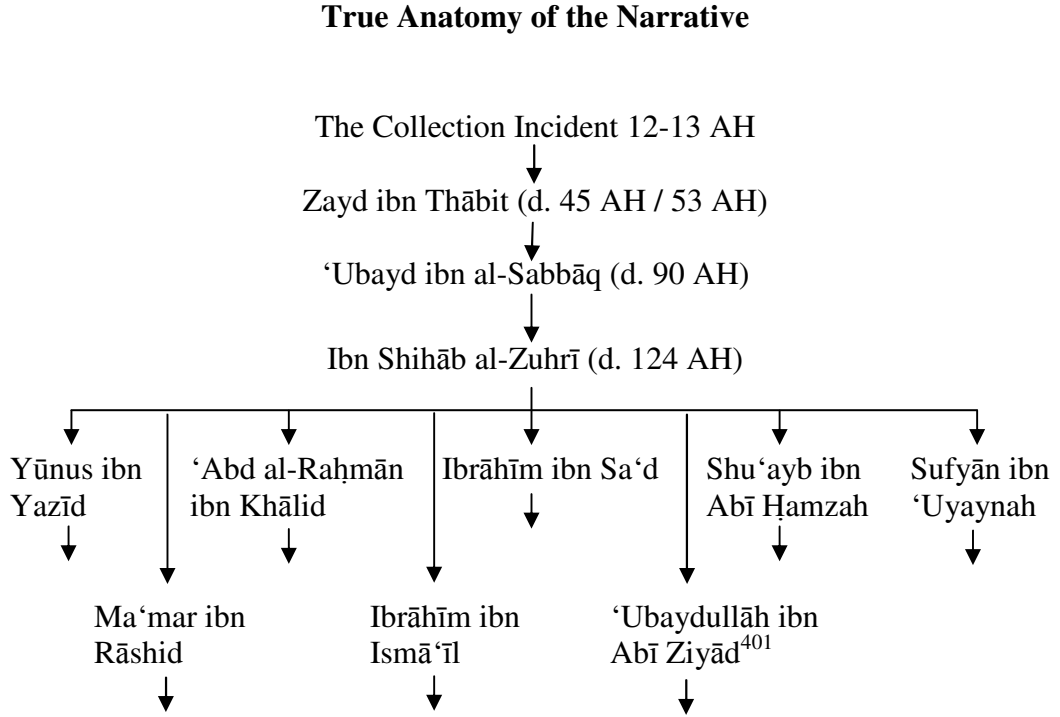 True Anatomy of the Narrative
The Collection Incident 12-13 AH
Zayd ibn Thābit (d. 45 AH / 53 AH)
‘Ubayd ibn al-Sabbāq (d. 90 AH)
Ibn Shihāb al-Zuhrī (d. 124 AH)
Yūnus ibn
Yazīd
‘Abd al-Raḥmān
ibn Khālid
Ibrāhīm ibn Sa‘d
Shu‘ayb ibn
Abī Ḥamzah
Sufyān ibn
‘Uyaynah
Ma‘mar ibn
Rāshid
Ibrāhīm ibn
Ismā‘īl
‘Ubaydullāh ibn
Abī Ziyād401